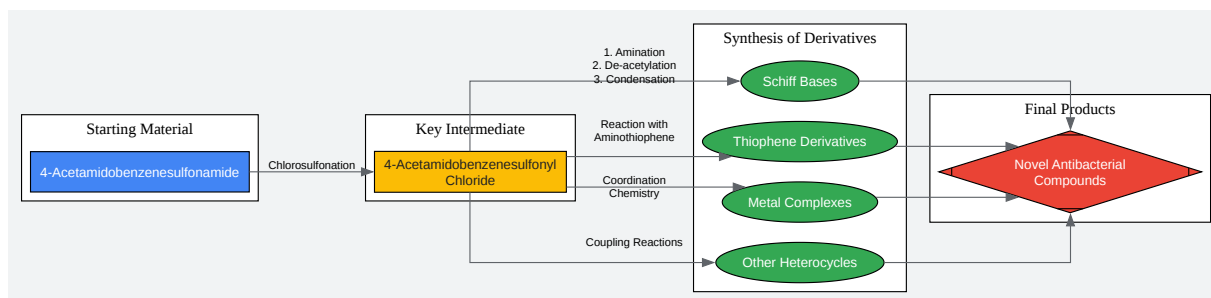 Starting Material
4-Acetamidobenzenesulfonamide
Chlorosulfonation
Key Intermediate
4-Acetamidobenzenesulfonyl
Chloride
1. Amination
2. De-acetylation
3. Condensation
Reaction with
Aminothiophene
Coordination
Chemistry
Coupling Reactions
Synthesis of Derivatives
Schiff Bases
Thiophene Derivatives
Metal Complexes
Other Heterocycles
Final Products
Novel Antibacterial
Compounds